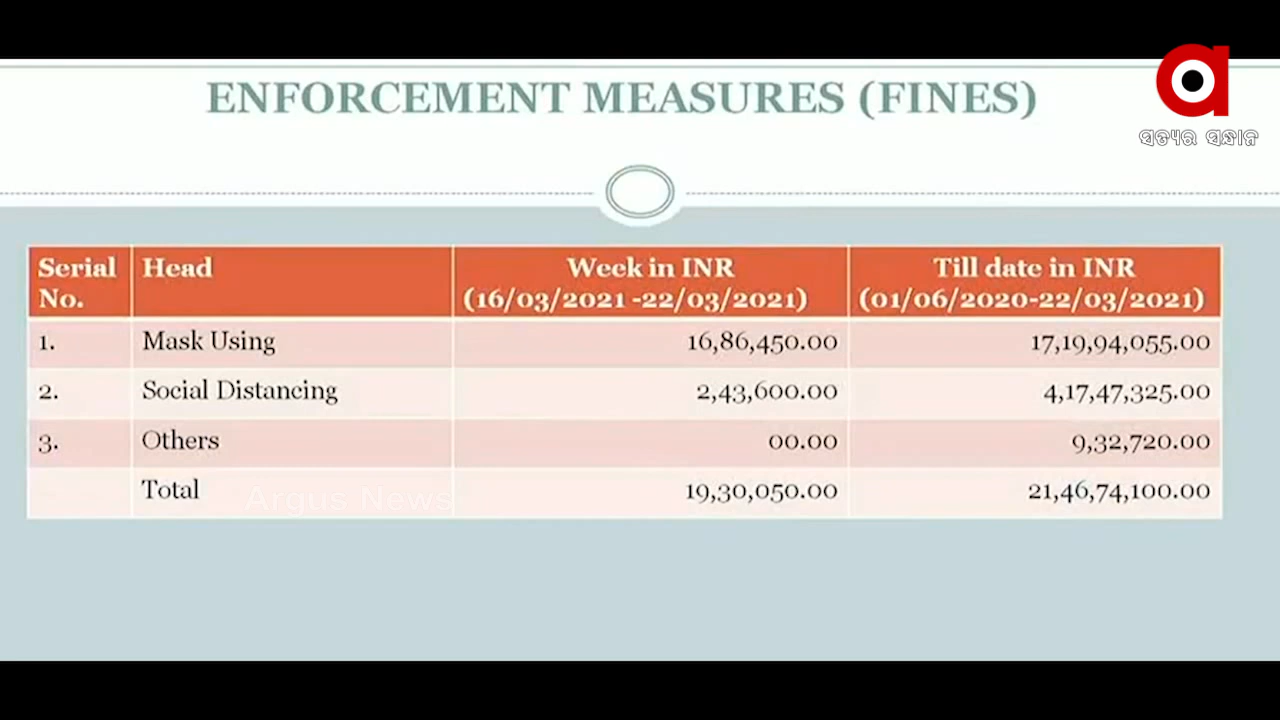 ENFORCEMENT MEASURES (FINES)
ସତ୍ୟର ସନ୍ଧାନ
Serial No. Head Week in INR (16/03/2021 -22/03/2021) Till date in INR (01/06/2020-22/03/2021)
1. Mask Using 16,86,450.00 17,19,94,055.00
2. Social Distancing 2,43,600.00 4,17,47,325.00
3. Others 00.00 9,32,720.00
Total 19,30,050.00 21,46,74,100.00
Argus News